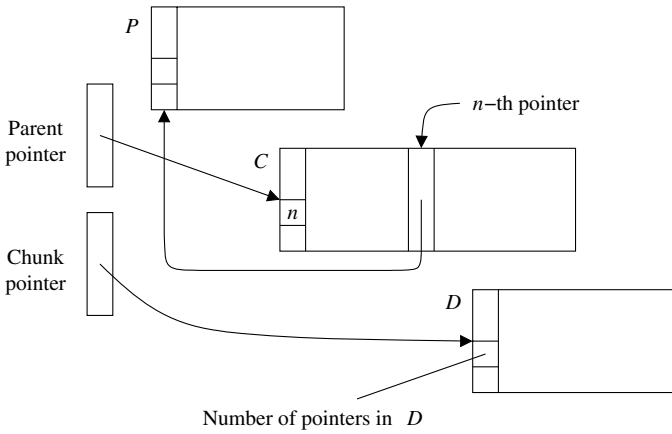 P
n−th pointer
Parent
pointer
C
n
Chunk
pointer
D
Number of pointers in D